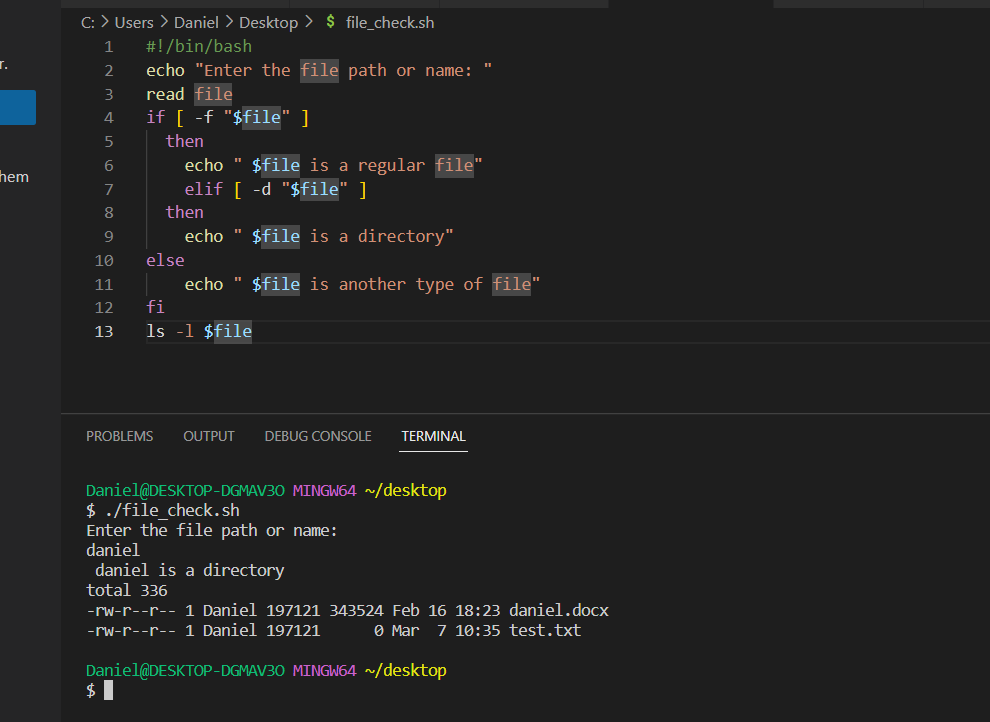 r.
hem
C: > Users > Daniel > Desktop > $ file_check.sh
1 #!/bin/bash
2 echo "Enter the file path or name: "
3 read file
4 if [ -f "$file" ]
5 then
6 echo " $file is a regular file"
7 elif [ -d "$file" ]
8 then
9 echo " $file is a directory"
10 else
11 echo " $file is another type of file"
12 fi
13 ls -l $file
PROBLEMS OUTPUT DEBUG CONSOLE TERMINAL
Daniel@DESKTOP-DGMAV3O MINGW64 ~/desktop
$ ./file_check.sh
Enter the file path or name:
daniel
 daniel is a directory
total 336
-rw-r--r-- 1 Daniel 197121 343524 Feb 16 18:23 daniel.docx
-rw-r--r-- 1 Daniel 197121      0 Mar  7 10:35 test.txt
Daniel@DESKTOP-DGMAV3O MINGW64 ~/desktop
$